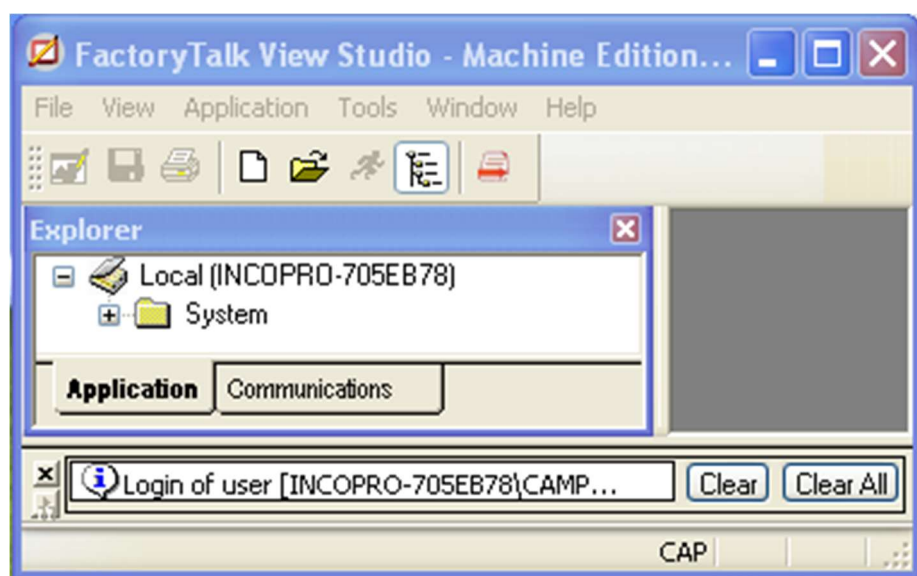 FactoryTalk View Studio - Machine Edition...
File View Application Tools Window Help
Explorer
Local (INCOPRO-705EB78)
System
Application Communications
Login of user [INCOPRO-705EB78\CAMP... Clear Clear All
CAP